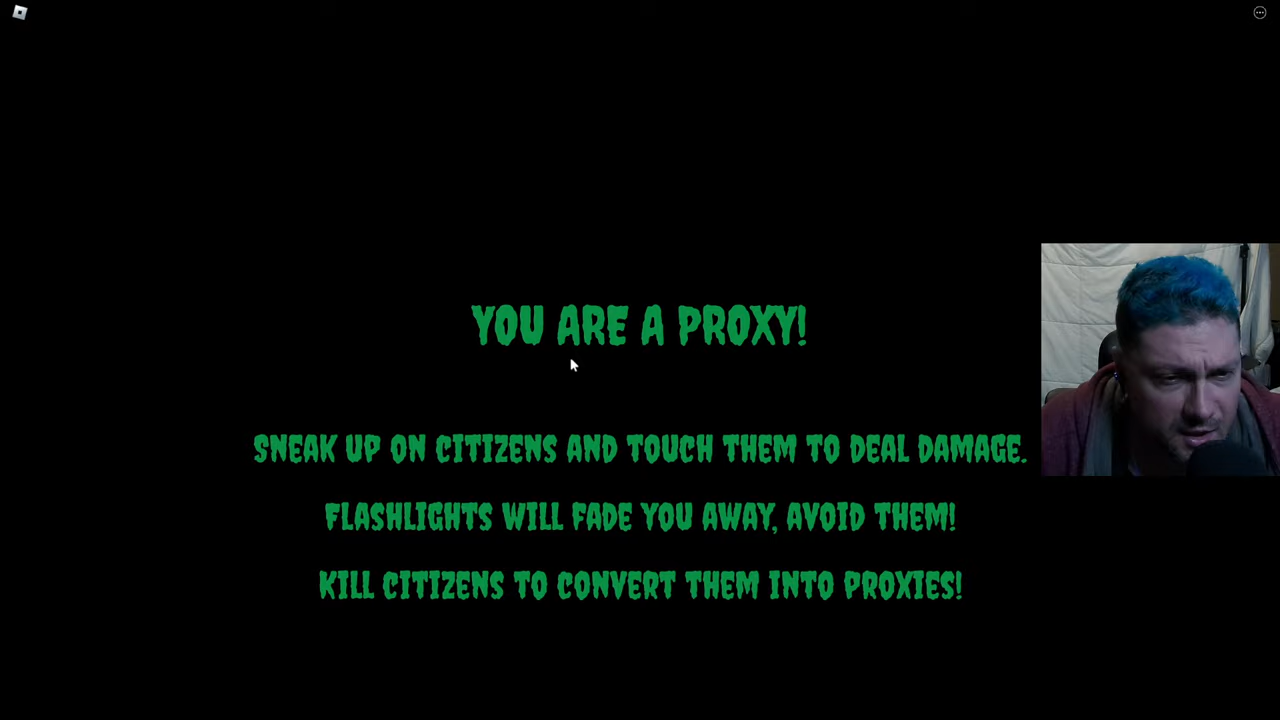 YOU ARE A PROXY!
SNEAK UP ON CITIZENS AND TOUCH THEM TO DEAL DAMAGE.
FLASHLIGHTS WILL FADE YOU AWAY, AVOID THEM!
KILL CITIZENS TO CONVERT THEM INTO PROXIES!